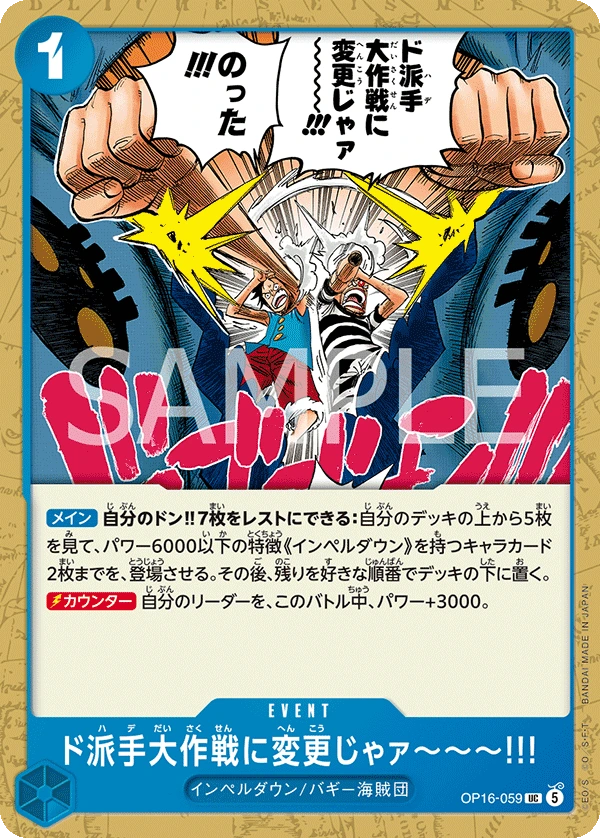 1
ド派手
大作戦に
変更じゃァ
〜〜〜〜!!!
のった
!!!
SAMPLE
メイン 自分のドン!!7枚をレストにできる:自分のデッキの上から5枚
を見て、パワー6000以下の特徴《インペルダウン》を持つキャラカード
2枚までを、登場させる。その後、残りを好きな順番でデッキの下に置く。
カウンター 自分のリーダーを、このバトル中、パワー+3000。
EVENT
ド派手大作戦に変更じゃァ〜〜〜!!!
インペルダウン/バギー海賊団
OP16-059 UC 5
©E.O./S. ©O./S.,F.,T. BANDAI MADE IN JAPAN